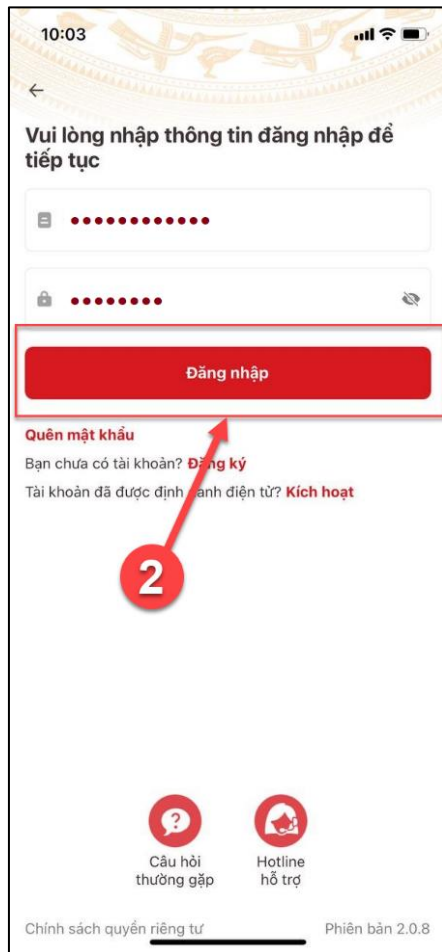 10:03
Vui lòng nhập thông tin đăng nhập để
tiếp tục
Đăng nhập
Quên mật khẩu
Bạn chưa có tài khoản? Đăng ký
Tài khoản đã được định danh điện tử? Kích hoạt
2
Câu hỏi
thường gặp
Hotline
hỗ trợ
Chính sách quyền riêng tư
Phiên bản 2.0.8